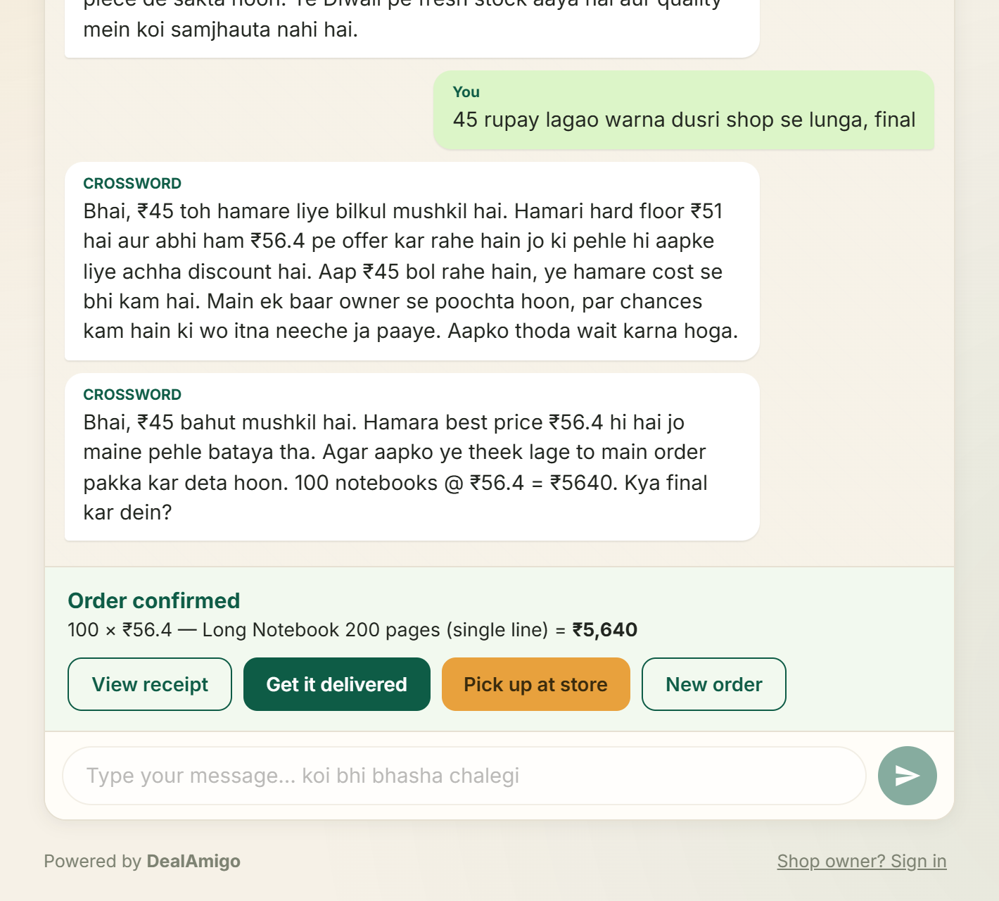 piece de sakta hoon. Ye Diwali pe fresh stock aaya hai aur quality
mein koi samjhauta nahi hai.
You
45 rupay lagao warna dusri shop se lunga, final
CROSSWORD
Bhai, ₹45 toh hamare liye bilkul mushkil hai. Hamari hard floor ₹51
hai aur abhi ham ₹56.4 pe offer kar rahe hain jo ki pehle hi aapke
liye achha discount hai. Aap ₹45 bol rahe hain, ye hamare cost se
bhi kam hai. Main ek baar owner se poochta hoon, par chances
kam hain ki wo itna neeche ja paaye. Aapko thoda wait karna hoga.
CROSSWORD
Bhai, ₹45 bahut mushkil hai. Hamara best price ₹56.4 hi hai jo
maine pehle bataya tha. Agar aapko ye theek lage to main order
pakka kar deta hoon. 100 notebooks @ ₹56.4 = ₹5640. Kya final
kar dein?
Order confirmed
100 × ₹56.4 — Long Notebook 200 pages (single line) = ₹5,640
View receipt
Get it delivered
Pick up at store
New order
Type your message... koi bhi bhasha chalegi
Powered by DealAmigo
Shop owner? Sign in